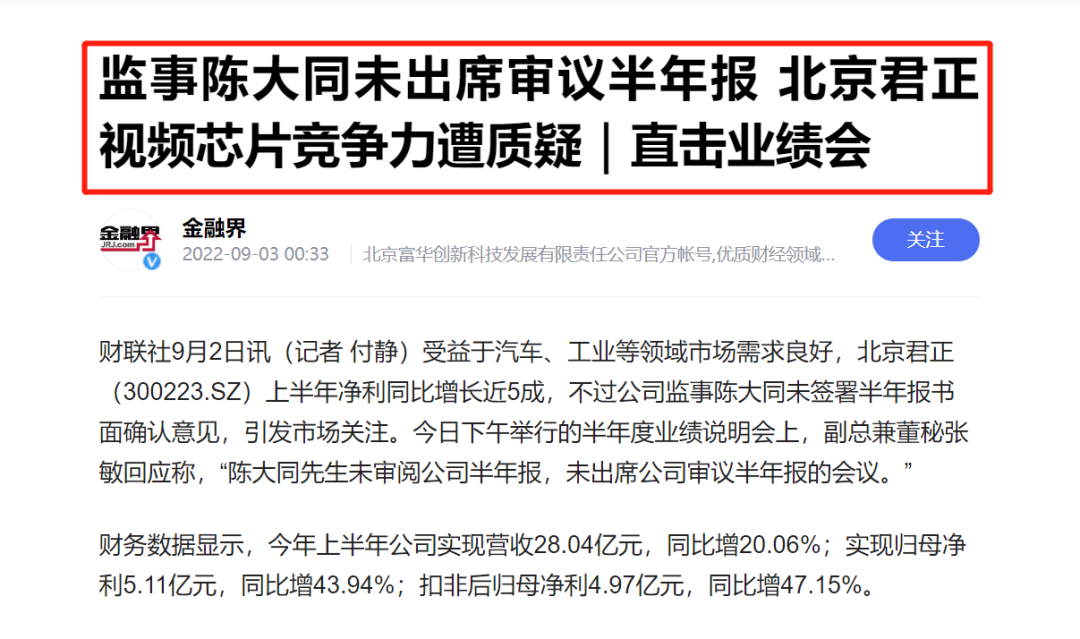 监事陈大同未出席审议半年报 北京君正
视频芯片竞争力遭质疑｜直击业绩会
金融界
JRJ.com
金融界
2022-09-03 00:33
北京富华创新科技发展有限责任公司官方帐号,优质财经领域...
关注
财联社9月2日讯（记者 付静）受益于汽车、工业等领域市场需求良好，北京君正
（300223.SZ）上半年净利同比增长近5成，不过公司监事陈大同未签署半年报书
面确认意见，引发市场关注。今日下午举行的半年度业绩说明会上，副总兼董秘张
敏回应称，“陈大同先生未审阅公司半年报，未出席公司审议半年报的会议。”
财务数据显示，今年上半年公司实现营收28.04亿元，同比增20.06%；实现归母净
利5.11亿元，同比增43.94%；扣非后归母净利4.97亿元，同比增47.15%。